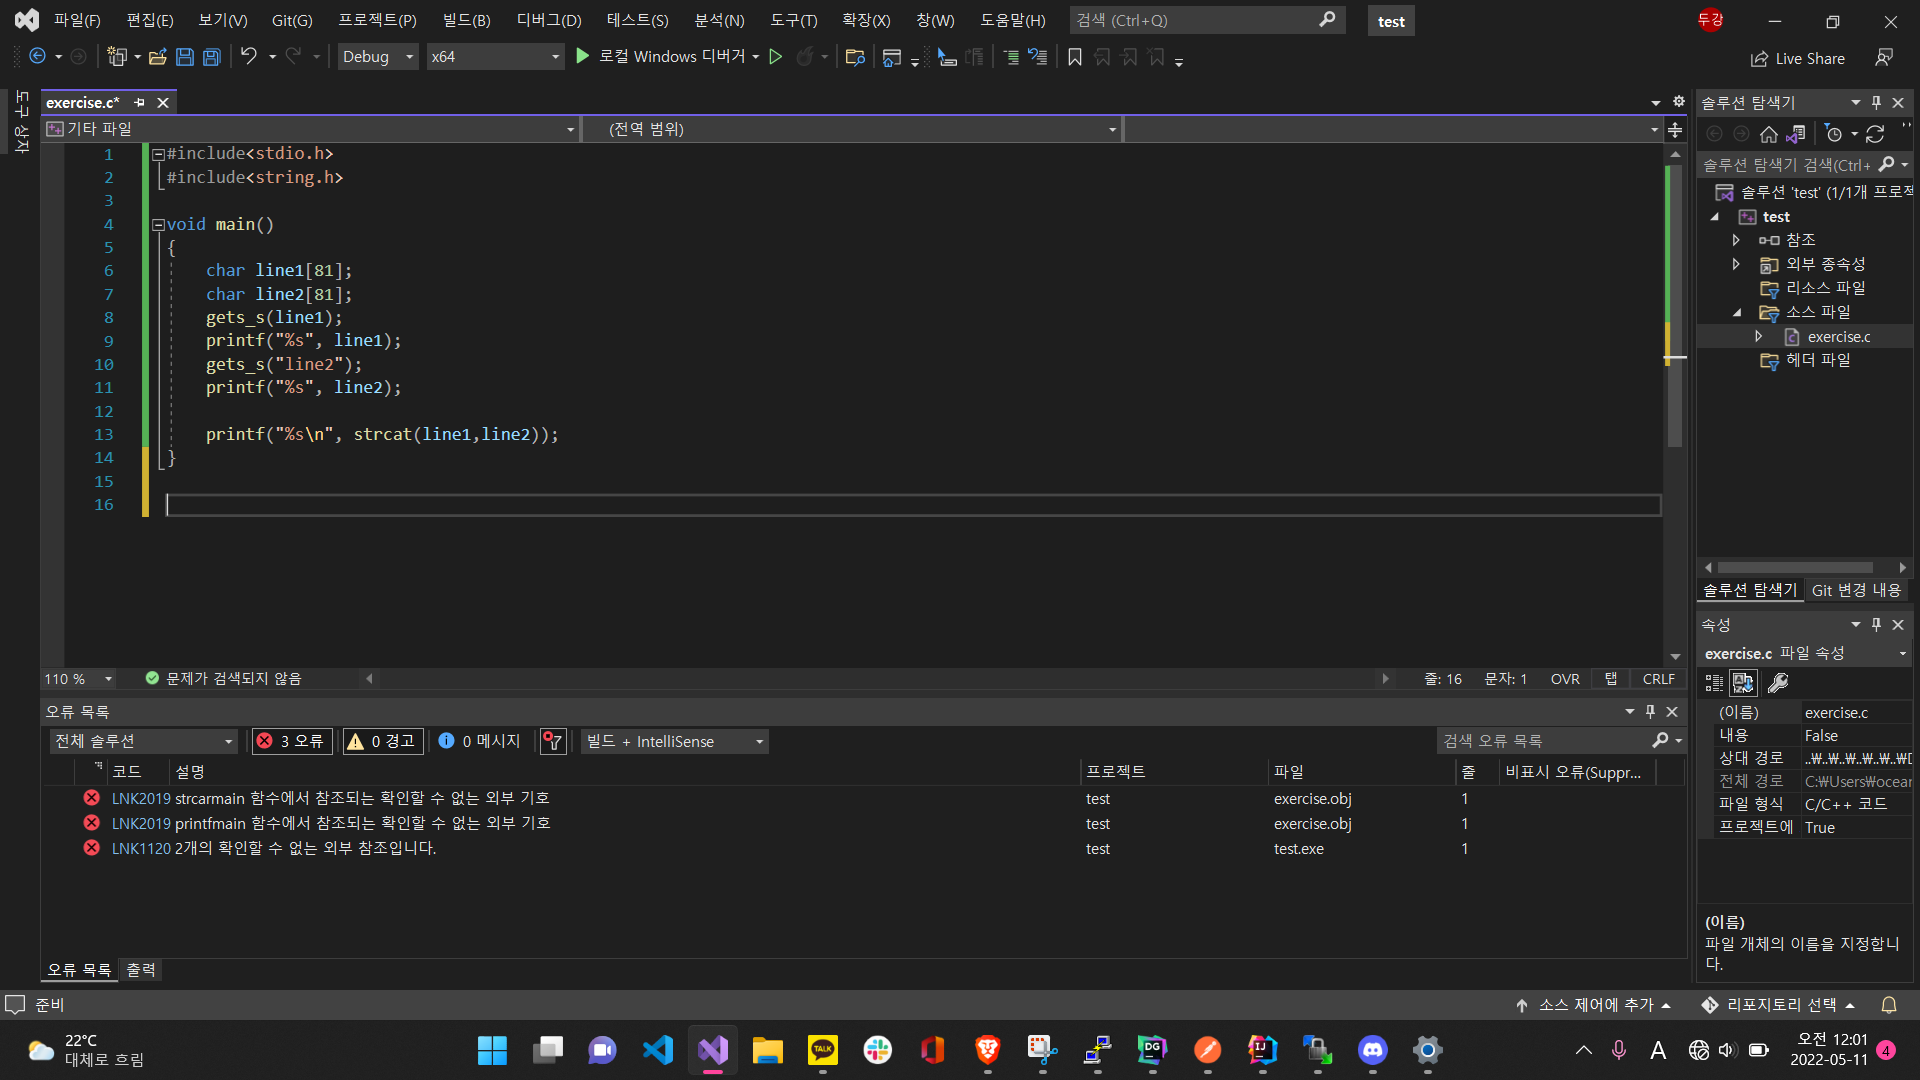 파일(F) 편집(E) 보기(V) Git(G) 프로젝트(P) 빌드(B) 디버그(D) 테스트(S) 분석(N) 도구(T) 확장(X) 창(W) 도움말(H) 검색 (Ctrl+Q) test 두강
Debug x64 로컬 Windows 디버거 Live Share
도구 상자
exercise.c*
기타 파일 (전역 범위)
1 #include<stdio.h>
2 #include<string.h>
3
4 void main()
5 {
6 char line1[81];
7 char line2[81];
8 gets_s(line1);
9 printf("%s", line1);
10 gets_s("line2");
11 printf("%s", line2);
12
13 printf("%s\n", strcat(line1,line2));
14 }
15
16
110 % 문제가 검색되지 않음 줄: 16 문자: 1 OVR 탭 CRLF
오류 목록
전체 솔루션 3 오류 0 경고 0 메시지 빌드 + IntelliSense 검색 오류 목록
코드 설명 프로젝트 파일 줄 비표시 오류(Suppr...
LNK2019 strcarmain 함수에서 참조되는 확인할 수 없는 외부 기호 test exercise.obj 1
LNK2019 printfmain 함수에서 참조되는 확인할 수 없는 외부 기호 test exercise.obj 1
LNK1120 2개의 확인할 수 없는 외부 참조입니다. test test.exe 1
오류 목록 출력
솔루션 탐색기
솔루션 탐색기 검색(Ctrl+
솔루션 'test' (1/1개 프로젝
test
참조
외부 종속성
리소스 파일
소스 파일
exercise.c
헤더 파일
솔루션 탐색기 Git 변경 내용
속성
exercise.c 파일 속성
(이름) exercise.c
내용 False
상대 경로 ..\..\..\..\..\..\D
전체 경로 C:\Users\ocear
파일 형식 C/C++ 코드
프로젝트에 True
(이름)
파일 개체의 이름을 지정합니
다.
준비 소스 제어에 추가 리포지토리 선택
22°C
대체로 흐림
TALK
DG
IJ
A
오전 12:01
2022-05-11
4